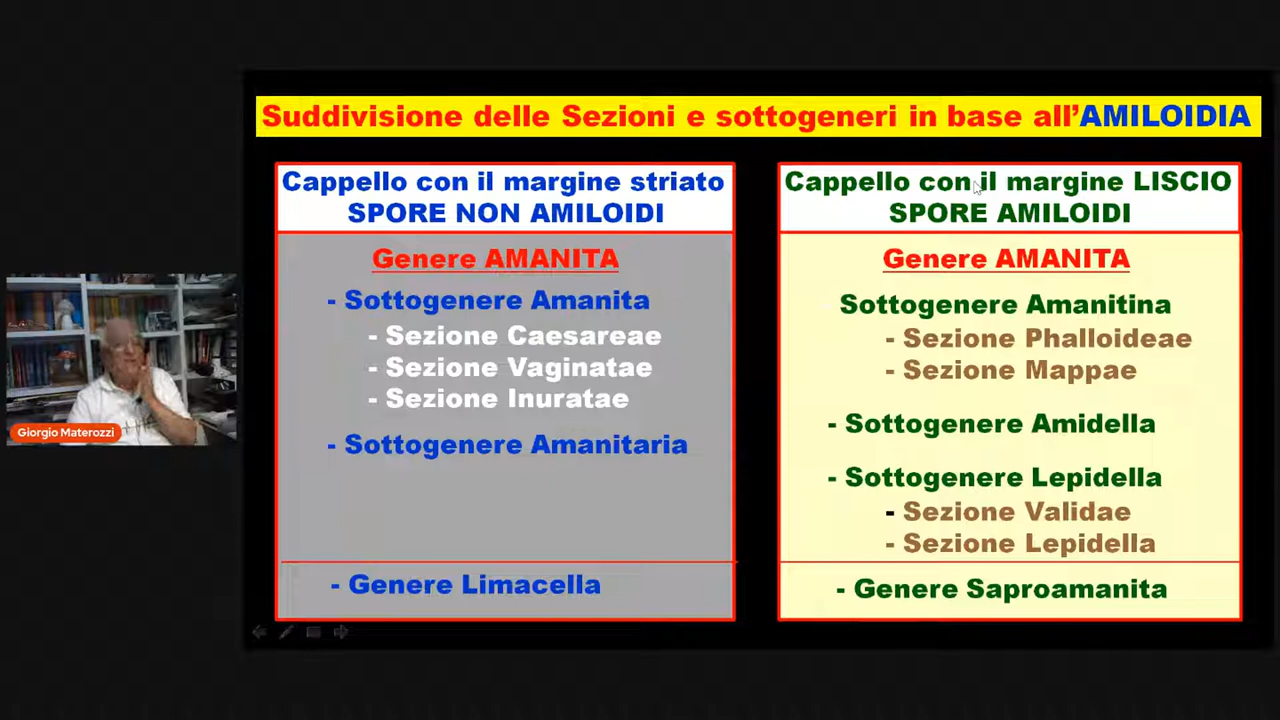 Suddivisione delle Sezioni e sottogeneri in base all'AMILOIDIA
Cappello con il margine striato
SPORE NON AMILOIDI
Genere AMANITA
- Sottogenere Amanita
- Sezione Caesareae
- Sezione Vaginatae
- Sezione Inuratae
- Sottogenere Amanitaria
- Genere Limacella
Cappello con il margine LISCIO
SPORE AMILOIDI
Genere AMANITA
Sottogenere Amanitina
- Sezione Phalloideae
- Sezione Mappae
- Sottogenere Amidella
- Sottogenere Lepidella
- Sezione Validae
- Sezione Lepidella
- Genere Saproamanita
Giorgio Materozzi